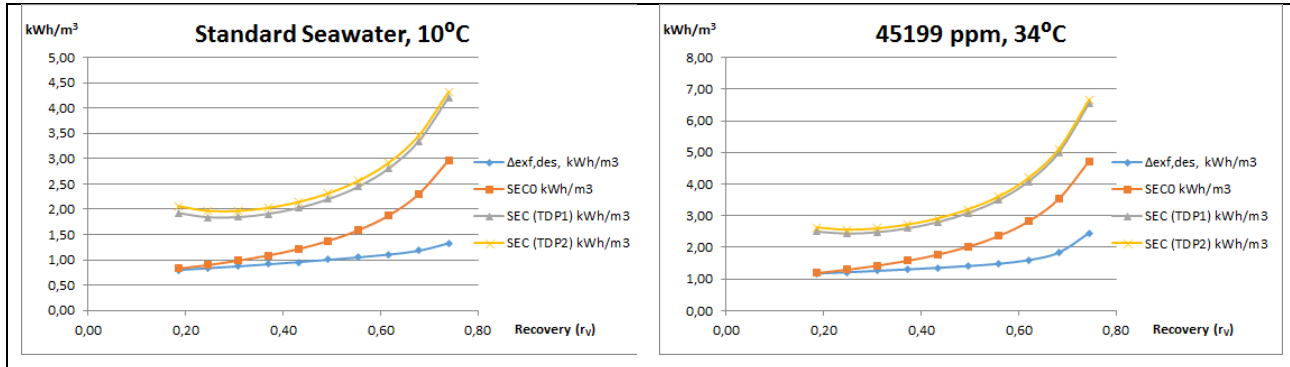 kWh/m³
Standard Seawater, 10⁰C
5,00
4,50
4,00
3,50
3,00
2,50
2,00
1,50
1,00
0,50
0,00
0,00
0,20
0,40
0,60
0,80
Recovery (rᵥ)
Δexf,des, kWh/m3
SEC0 kWh/m3
SEC (TDP1) kWh/m3
SEC (TDP2) kWh/m3
kWh/m³
45199 ppm, 34⁰C
8,00
7,00
6,00
5,00
4,00
3,00
2,00
1,00
0,00
0,00
0,20
0,40
0,60
0,80
Recovery (rᵥ)
Δexf,des, kWh/m3
SEC0 kWh/m3
SEC (TDP1) kWh/m3
SEC (TDP2) kWh/m3